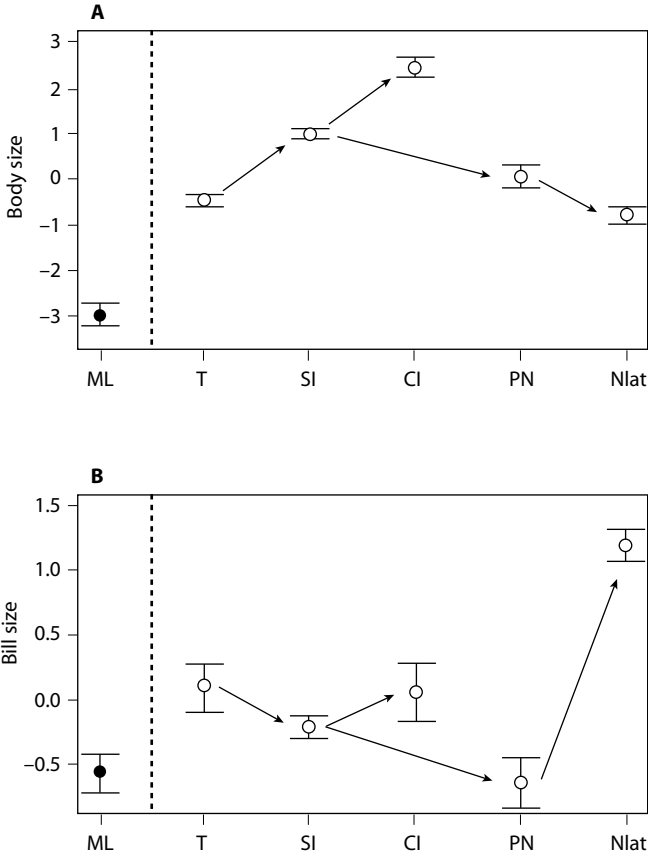 A
3
2
1
0
−1
−2
−3
Body size
ML T SI CI PN Nlat
B
1.5
1.0
0.5
0.0
−0.5
Bill size
ML T SI CI PN Nlat